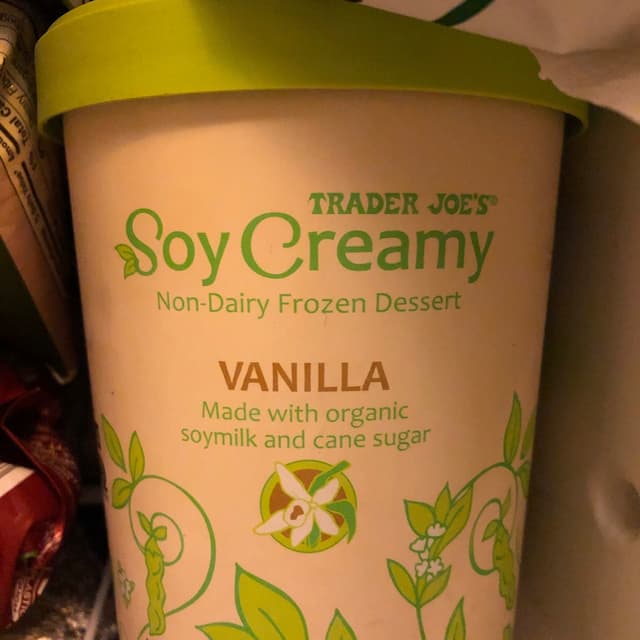 TRADER JOE'S®
Soy Creamy
Non-Dairy Frozen Dessert
VANILLA
Made with organic
soymilk and cane sugar